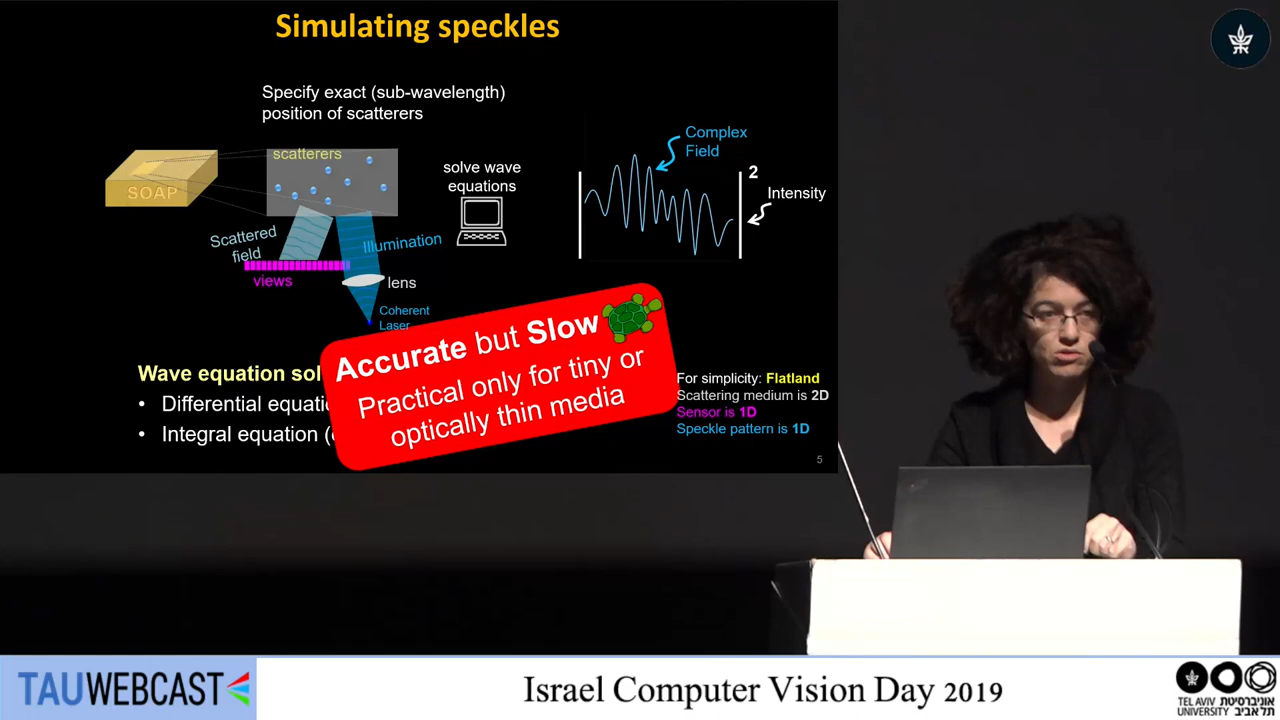 Simulating speckles
Specify exact (sub-wavelength)
position of scatterers
scatterers
SOAP
Scattered
field
Illumination
views
lens
Coherent
Laser
solve wave
equations
Complex
Field
2
Intensity
Accurate but Slow
Practical only for tiny or
optically thin media
Wave equation
• Differential
• Integral equation
For simplicity: Flatland
Scattering medium is 2D
Sensor is 1D
Speckle pattern is 1D
5
TAUWEBCAST
Israel Computer Vision Day 2019
TEL AVIV אוניברסיטת
UNIVERSITY תל אביב